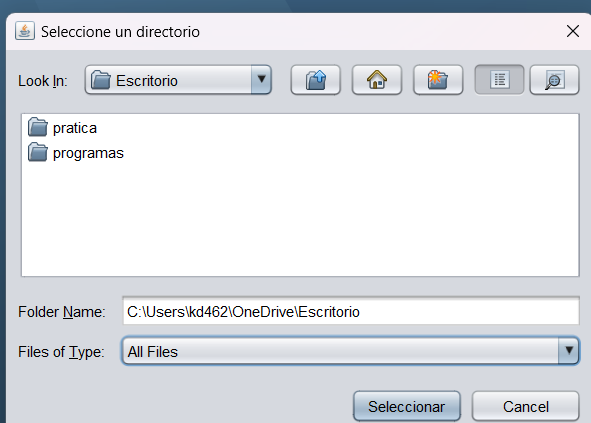 Seleccione un directorio
Look In: Escritorio
pratica
programas
Folder Name: C:\Users\kd462\OneDrive\Escritorio
Files of Type: All Files
Seleccionar Cancel